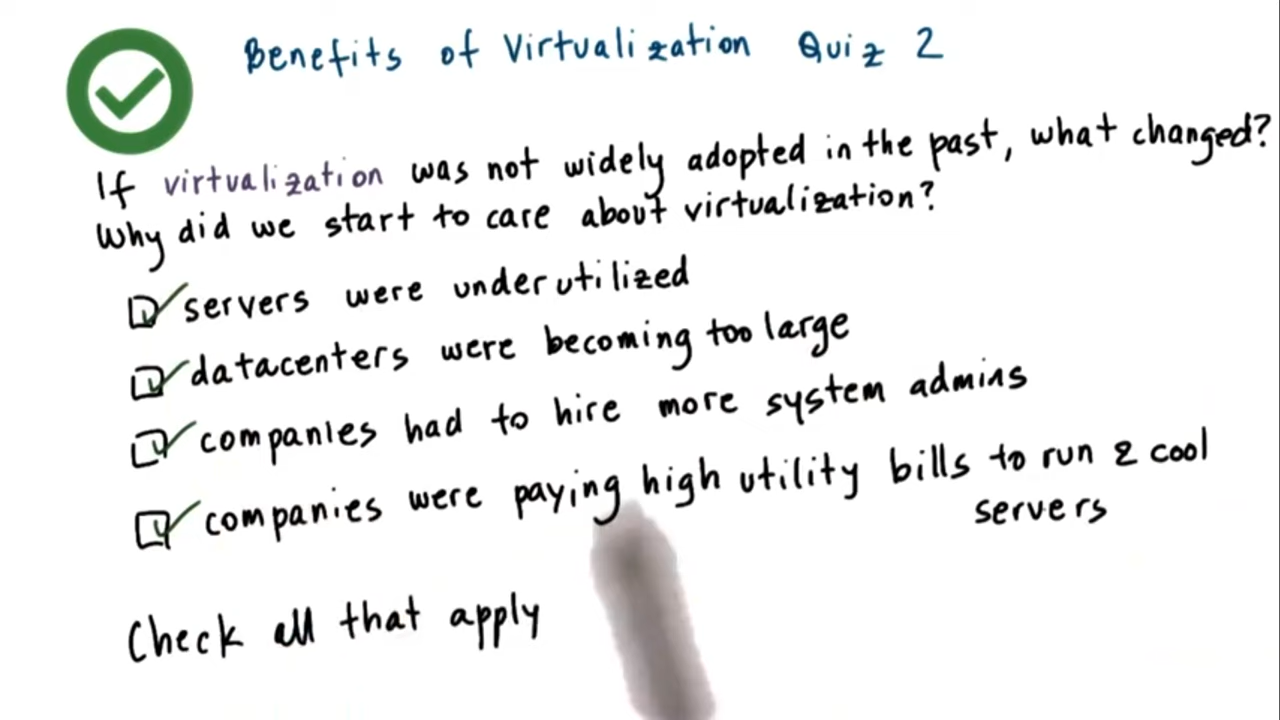 Benefits of Virtualization Quiz 2
If virtualization was not widely adopted in the past, what changed?
Why did we start to care about virtualization?
servers were underutilized
datacenters were becoming too large
companies had to hire more system admins
companies were paying high utility bills to run & cool
servers
Check all that apply